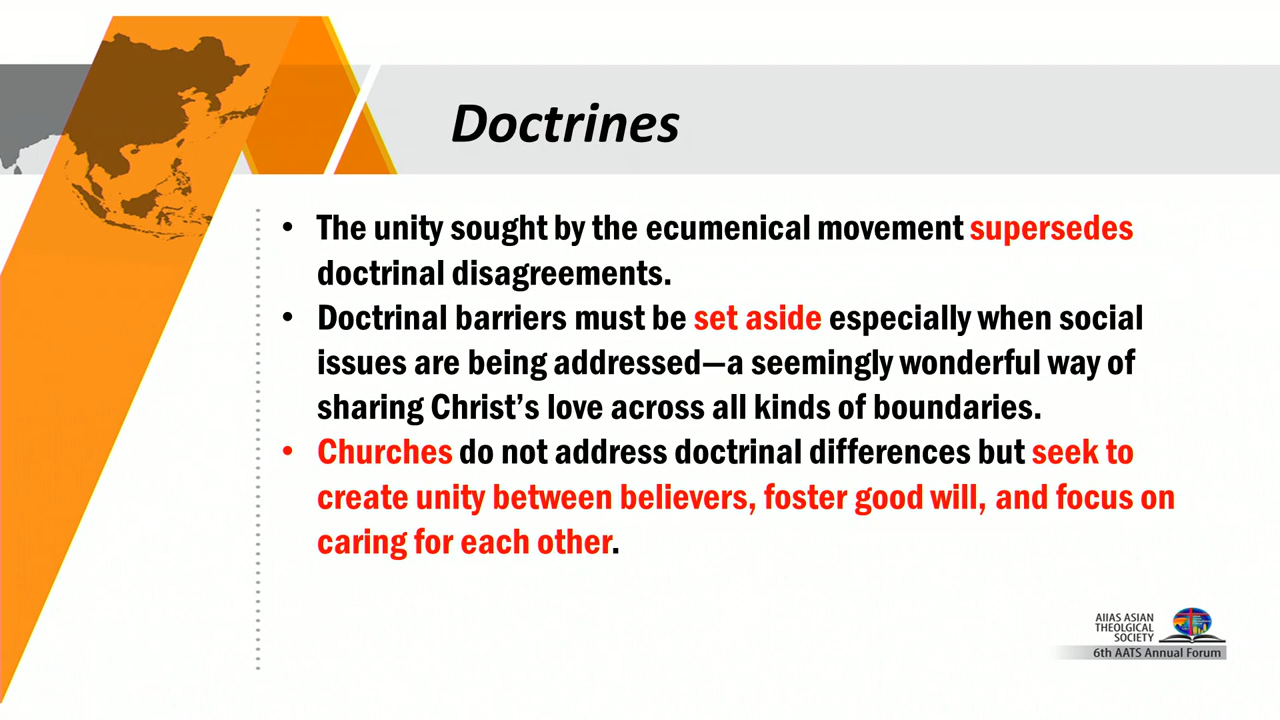 Doctrines
• The unity sought by the ecumenical movement supersedes
doctrinal disagreements.
• Doctrinal barriers must be set aside especially when social
issues are being addressed—a seemingly wonderful way of
sharing Christ’s love across all kinds of boundaries.
• Churches do not address doctrinal differences but seek to
create unity between believers, foster good will, and focus on
caring for each other.
AIIAS ASIAN
THEOLGICAL
SOCIETY
6th AATS Annual Forum